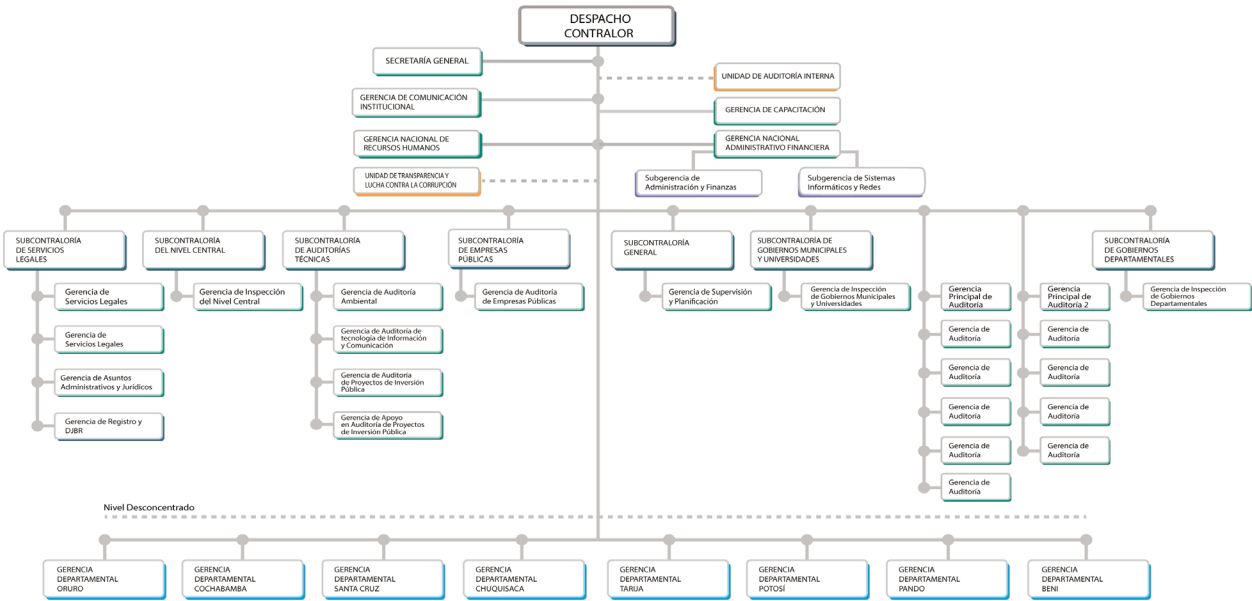 DESPACHO
CONTRALOR
SECRETARÍA GENERAL
UNIDAD DE AUDITORÍA INTERNA
GERENCIA DE COMUNICACIÓN
INSTITUCIONAL
GERENCIA DE CAPACITACIÓN
GERENCIA NACIONAL DE
RECURSOS HUMANOS
GERENCIA NACIONAL
ADMINISTRATIVO FINANCIERA
UNIDAD DE TRANSPARENCIA Y
LUCHA CONTRA LA CORRUPCIÓN
Subgerencia de
Administración y Finanzas
Subgerencia de Sistemas
Informáticos y Redes
SUBCONTRALORÍA
DE SERVICIOS
LEGALES
SUBCONTRALORÍA
DEL NIVEL CENTRAL
SUBCONTRALORÍA
DE AUDITORÍAS
TÉCNICAS
SUBCONTRALORÍA
DE EMPRESAS
PÚBLICAS
SUBCONTRALORÍA
GENERAL
SUBCONTRALORÍA DE
GOBIERNOS MUNICIPALES
Y UNIVERSIDADES
SUBCONTRALORÍA
DE GOBIERNOS
DEPARTAMENTALES
Gerencia de
Servicios Legales
Gerencia de
Servicios Legales
Gerencia de Asuntos
Administrativos y Jurídicos
Gerencia de Registro y
DJBR
Gerencia de Inspección
del Nivel Central
Gerencia de Auditoría
Ambiental
Gerencia de Auditoría de
tecnología de Información
y Comunicación
Gerencia de Auditoría
de Proyectos de Inversión
Pública
Gerencia de Apoyo
en Auditoría de Proyectos
de Inversión Pública
Gerencia de Auditoría
de Empresas Públicas
Gerencia de Supervisión
y Planificación
Gerencia de Inspección
de Gobiernos Municipales
y Universidades
Gerencia
Principal de
Auditoría
Gerencia de
Auditoría
Gerencia de
Auditoría
Gerencia de
Auditoría
Gerencia de
Auditoría
Gerencia de
Auditoría
Gerencia
Principal de
Auditoría 2
Gerencia de
Auditoría
Gerencia de
Auditoría
Gerencia de
Auditoría
Gerencia de
Auditoría
Gerencia de Inspección
de Gobiernos
Departamentales
Nivel Desconcentrado
GERENCIA
DEPARTAMENTAL
ORURO
GERENCIA
DEPARTAMENTAL
COCHABAMBA
GERENCIA
DEPARTAMENTAL
SANTA CRUZ
GERENCIA
DEPARTAMENTAL
CHUQUISACA
GERENCIA
DEPARTAMENTAL
TARIJA
GERENCIA
DEPARTAMENTAL
POTOSÍ
GERENCIA
DEPARTAMENTAL
PANDO
GERENCIA
DEPARTAMENTAL
BENI